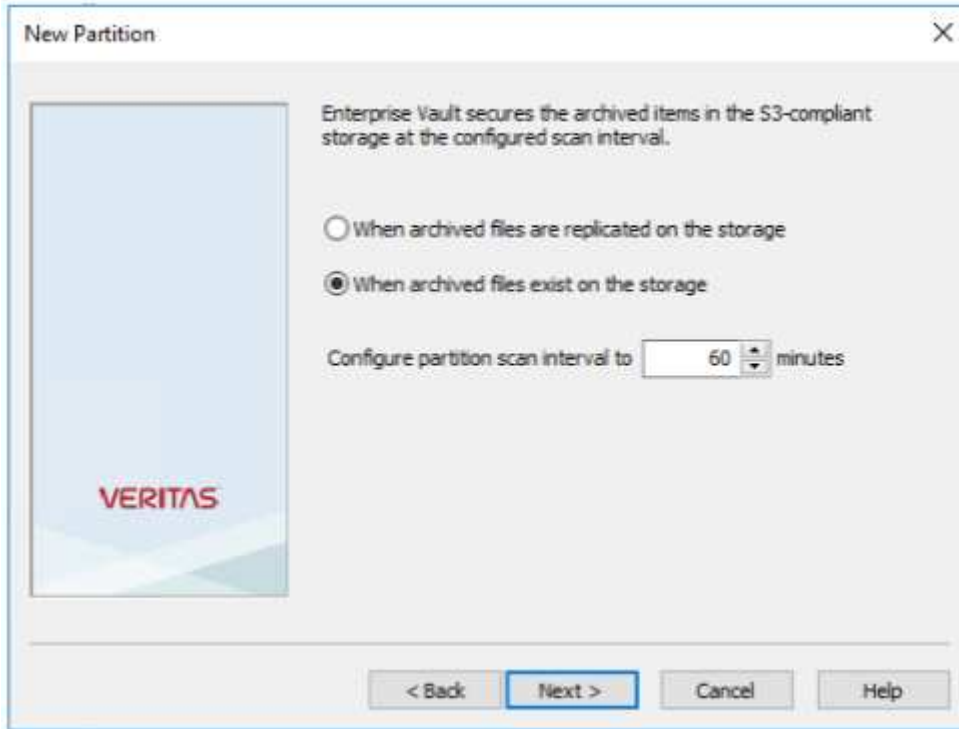 New Partition
Enterprise Vault secures the archived items in the S3-compliant
storage at the configured scan interval.
When archived files are replicated on the storage
When archived files exist on the storage
Configure partition scan interval to 60 minutes
VERITAS
< Back Next > Cancel Help